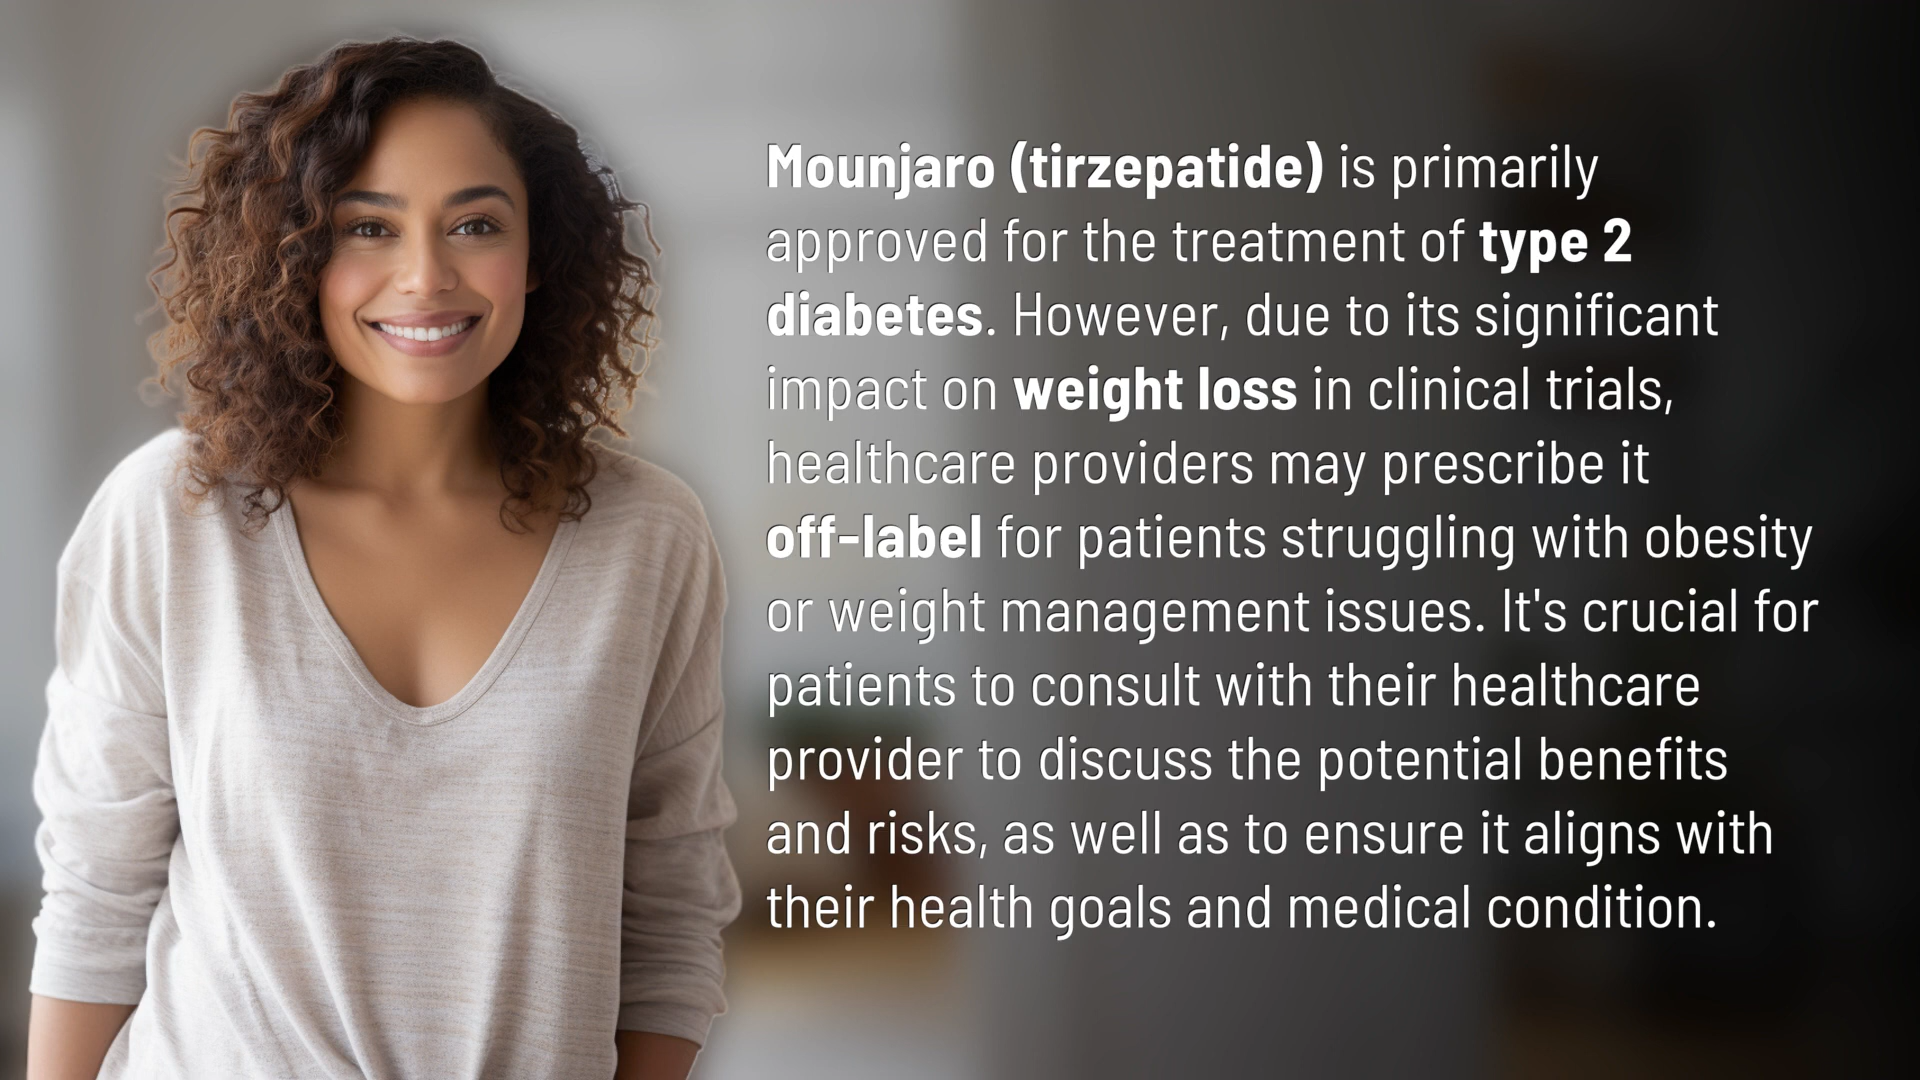 Mounjaro (tirzepatide) is primarily
approved for the treatment of type 2
diabetes. However, due to its significant
impact on weight loss in clinical trials,
healthcare providers may prescribe it
off-label for patients struggling with obesity
or weight management issues. It's crucial for
patients to consult with their healthcare
provider to discuss the potential benefits
and risks, as well as to ensure it aligns with
their health goals and medical condition.